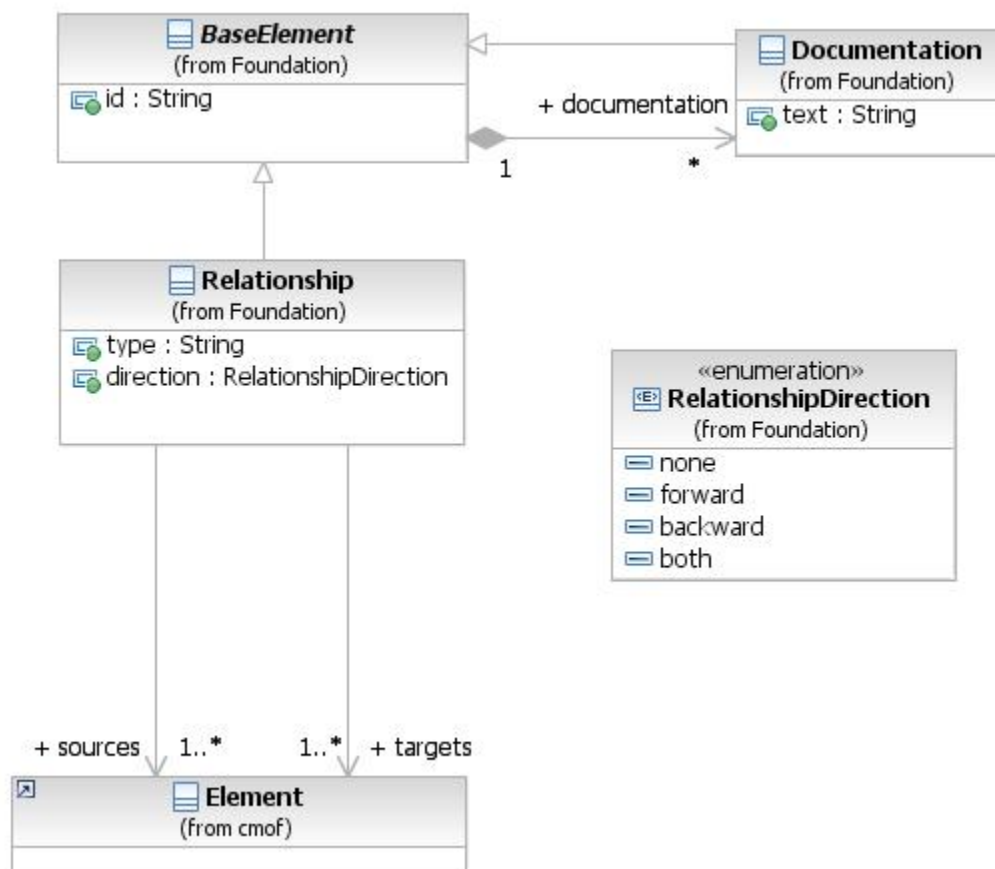 BaseElement
(from Foundation)
id : String
Documentation
(from Foundation)
text : String
+ documentation
1
*
Relationship
(from Foundation)
type : String
direction : RelationshipDirection
«enumeration»
<E> RelationshipDirection
(from Foundation)
none
forward
backward
both
+ sources
1..*
1..*
+ targets
Element
(from cmof)